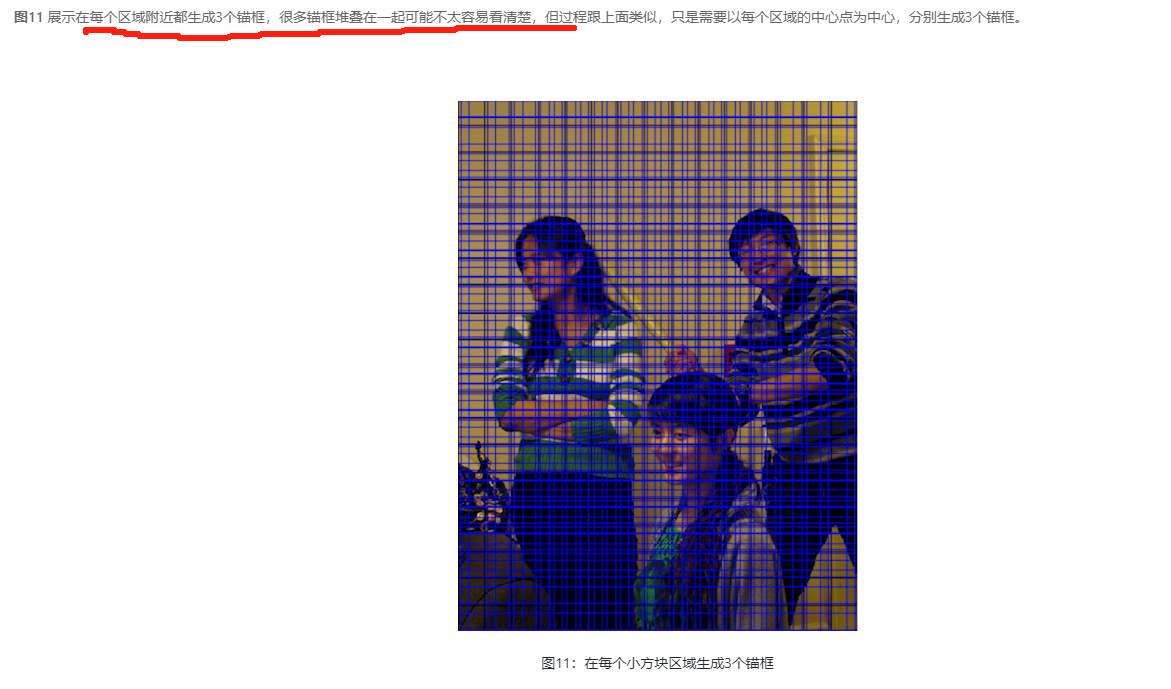 图11 展示在每个区域附近都生成3个锚框，很多锚框堆叠在一起可能不太容易看清楚，但过程跟上面类似，只是需要以每个区域的中心点为中心，分别生成3个锚框。
图11：在每个小方块区域生成3个锚框